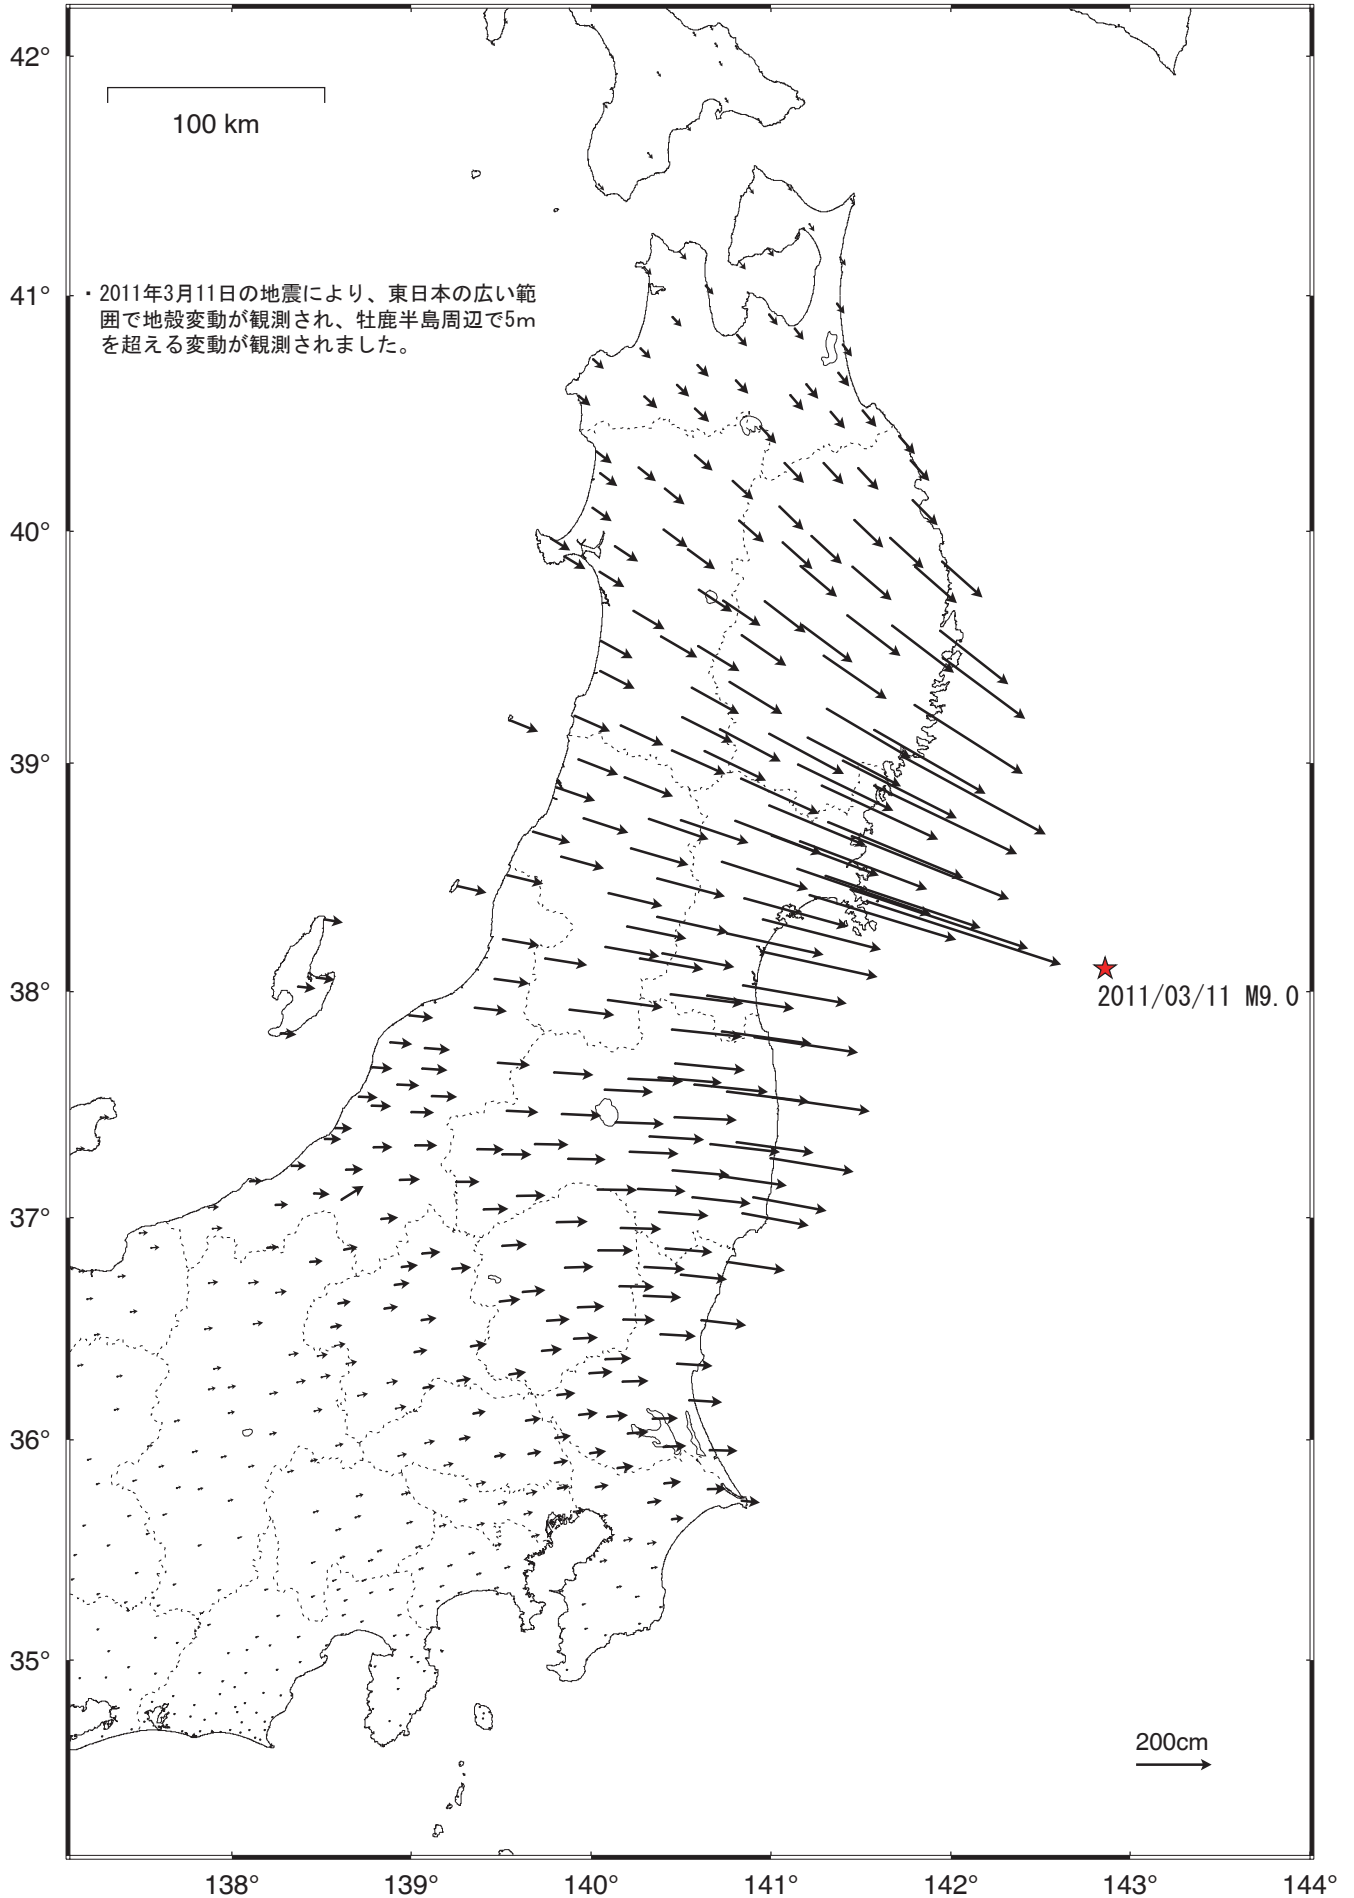 42°
100 km
41°
・2011年3月11日の地震により、東日本の広い範
囲で地殻変動が観測され、牡鹿半島周辺で5m
を超える変動が観測されました。
40°
39°
38°
2011/03/11 M9.0
37°
36°
35°
200cm
138°
139°
140°
141°
142°
143°
144°